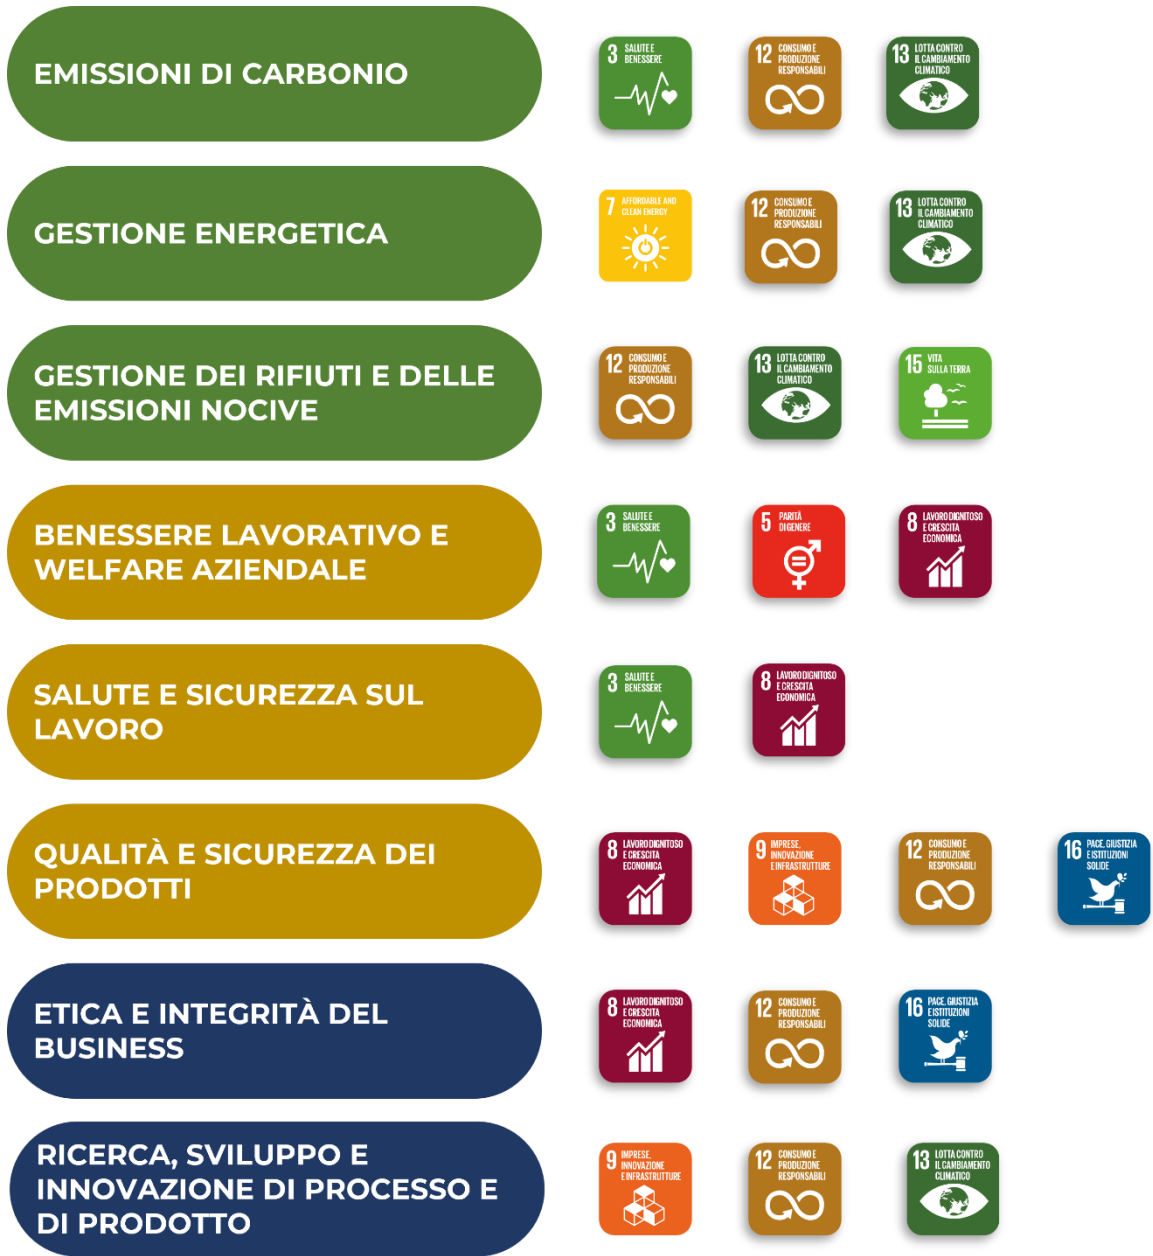 EMISSIONI DI CARBONIO
3 SALUTE E
BENESSERE
12 CONSUMO E
PRODUZIONE
RESPONSABILI
13 LOTTA CONTRO
IL CAMBIAMENTO
CLIMATICO
GESTIONE ENERGETICA
7 AFFORDABLE AND
CLEAN ENERGY
12 CONSUMO E
PRODUZIONE
RESPONSABILI
13 LOTTA CONTRO
IL CAMBIAMENTO
CLIMATICO
GESTIONE DEI RIFIUTI E DELLE
EMISSIONI NOCIVE
12 CONSUMO E
PRODUZIONE
RESPONSABILI
13 LOTTA CONTRO
IL CAMBIAMENTO
CLIMATICO
15 VITA
SULLA TERRA
BENESSERE LAVORATIVO E
WELFARE AZIENDALE
3 SALUTE E
BENESSERE
5 PARITÀ
DI GENERE
8 LAVORO DIGNITOSO
E CRESCITA
ECONOMICA
SALUTE E SICUREZZA SUL
LAVORO
3 SALUTE E
BENESSERE
8 LAVORO DIGNITOSO
E CRESCITA
ECONOMICA
QUALITÀ E SICUREZZA DEI
PRODOTTI
8 LAVORO DIGNITOSO
E CRESCITA
ECONOMICA
9 IMPRESE,
INNOVAZIONE
E INFRASTRUTTURE
12 CONSUMO E
PRODUZIONE
RESPONSABILI
16 PACE, GIUSTIZIA
E ISTITUZIONI
SOLIDE
ETICA E INTEGRITÀ DEL
BUSINESS
8 LAVORO DIGNITOSO
E CRESCITA
ECONOMICA
12 CONSUMO E
PRODUZIONE
RESPONSABILI
16 PACE, GIUSTIZIA
E ISTITUZIONI
SOLIDE
RICERCA, SVILUPPO E
INNOVAZIONE DI PROCESSO E
DI PRODOTTO
9 IMPRESE,
INNOVAZIONE
E INFRASTRUTTURE
12 CONSUMO E
PRODUZIONE
RESPONSABILI
13 LOTTA CONTRO
IL CAMBIAMENTO
CLIMATICO